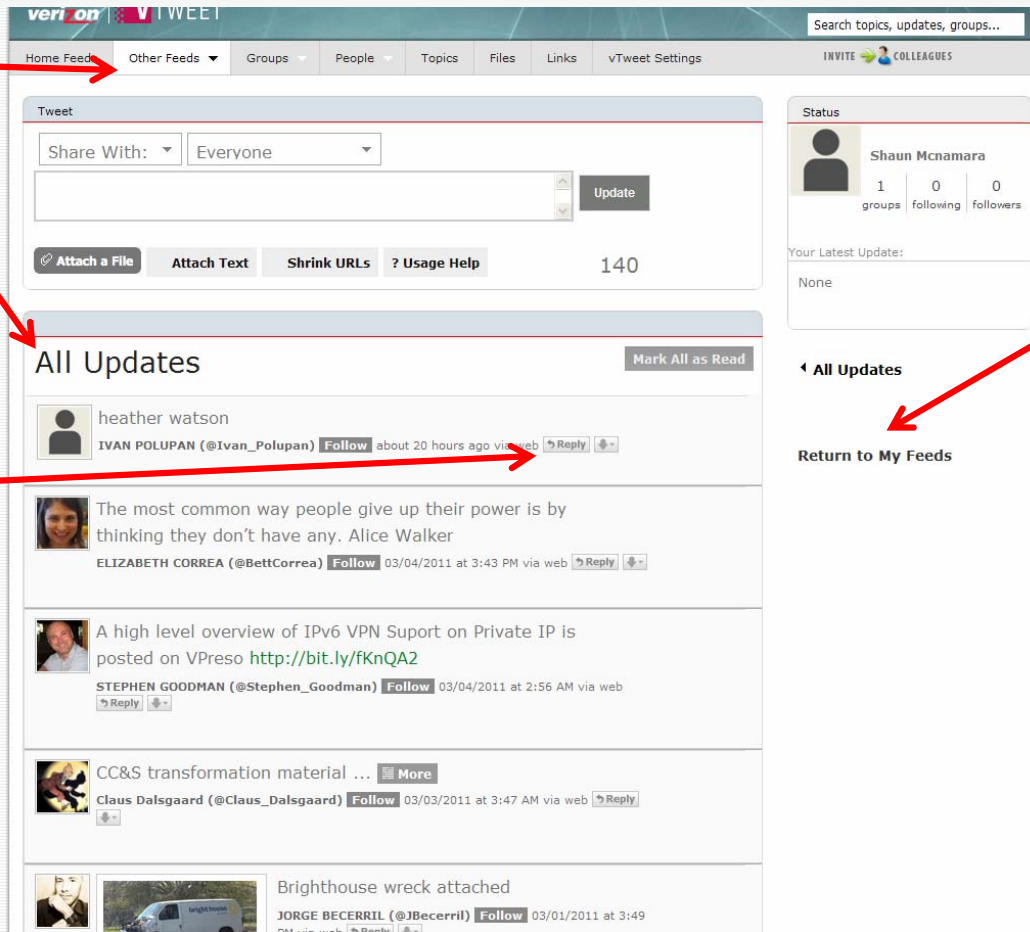 verizon VTWEET
Search topics, updates, groups...
Home Feeds Other Feeds Groups People Topics Files Links vTweet Settings
INVITE COLLEAGUES
Tweet
Share With: Everyone
Update
Attach a File Attach Text Shrink URLs ? Usage Help 140
Status
Shaun Mcnamara
1 0 0
groups following followers
Your Latest Update:
None
All Updates
Return to My Feeds
All Updates Mark All as Read
heather watson
IVAN POLUPAN (@Ivan_Polupan) Follow about 20 hours ago via web Reply
The most common way people give up their power is by
thinking they don't have any. Alice Walker
ELIZABETH CORREA (@BettCorrea) Follow 03/04/2011 at 3:43 PM via web Reply
A high level overview of IPv6 VPN Suport on Private IP is
posted on VPreso http://bit.ly/fKnQA2
STEPHEN GOODMAN (@Stephen_Goodman) Follow 03/04/2011 at 2:56 AM via web
Reply
CC&S transformation material ... More
Claus Dalsgaard (@Claus_Dalsgaard) Follow 03/03/2011 at 3:47 AM via web Reply
Brighthouse wreck attached
bright house
JORGE BECERRIL (@JBecerril) Follow 03/01/2011 at 3:49
PM via web Reply